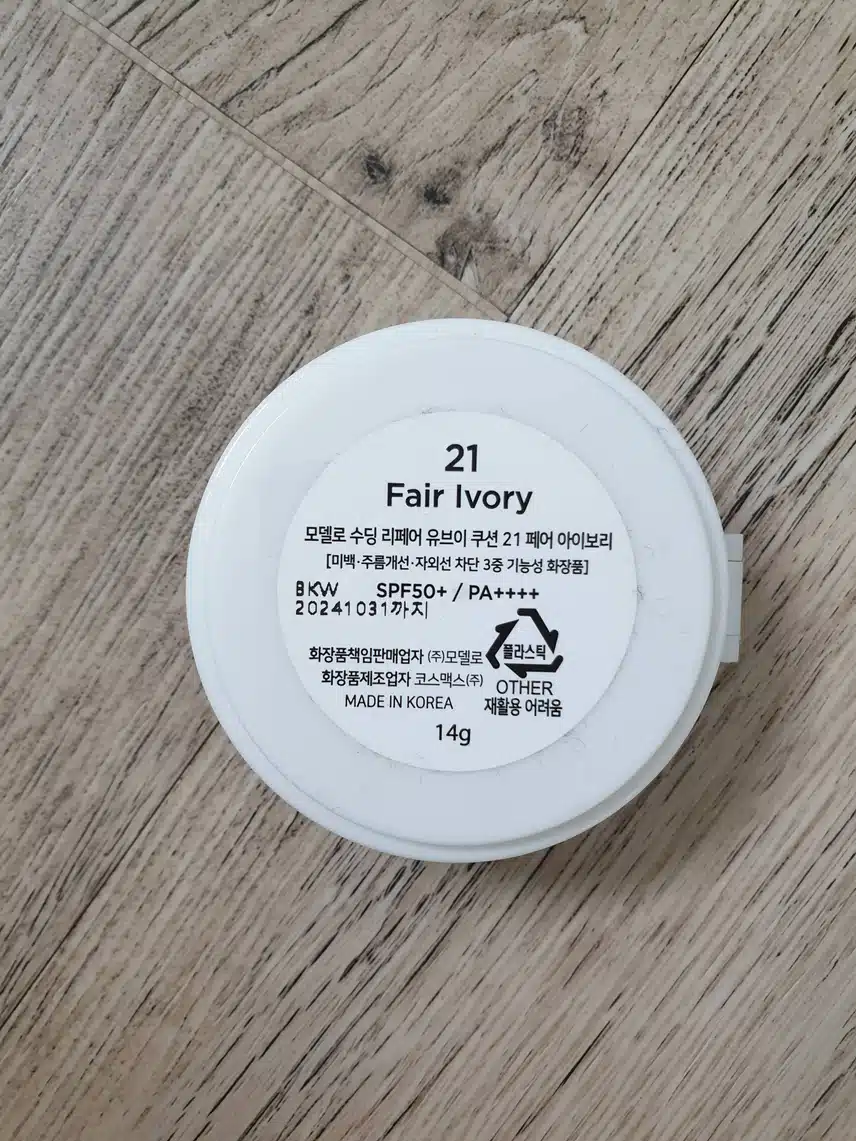 21
Fair Ivory
모델로 수딩 리페어 유브이 쿠션 21 페어 아이보리
[미백·주름개선·자외선 차단 3중 기능성 화장품]
BKW SPF50+ / PA++++
20241031까지
화장품책임판매업자 (주)모델로
화장품제조업자 코스맥스(주)
MADE IN KOREA
플라스틱
OTHER
재활용 어려움
14g